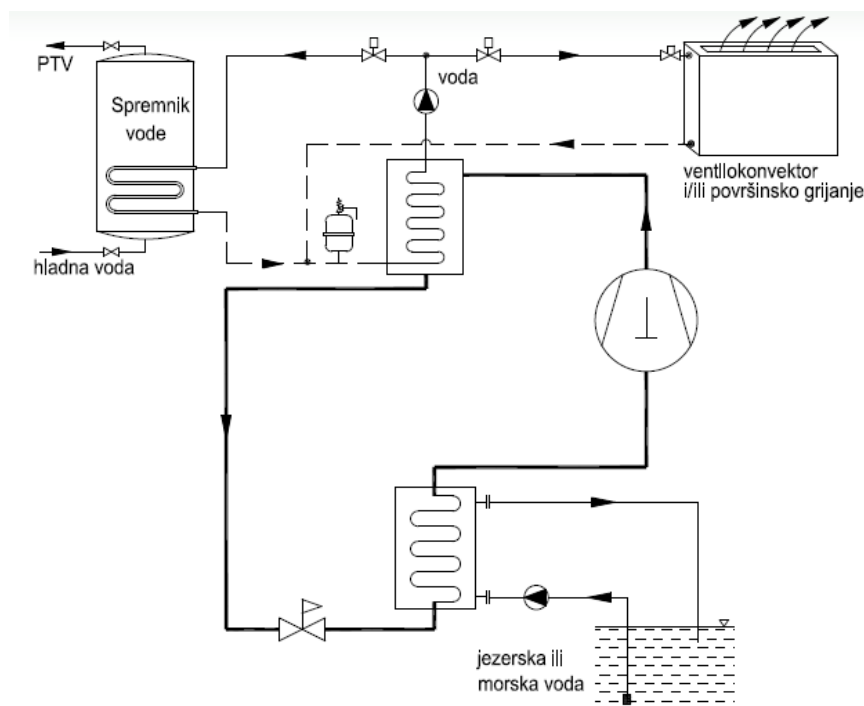 PTV
Spremnik
vode
hladna voda
voda
ventilokonvektor
i/ili površinsko grijanje
jezerska ili
morska voda